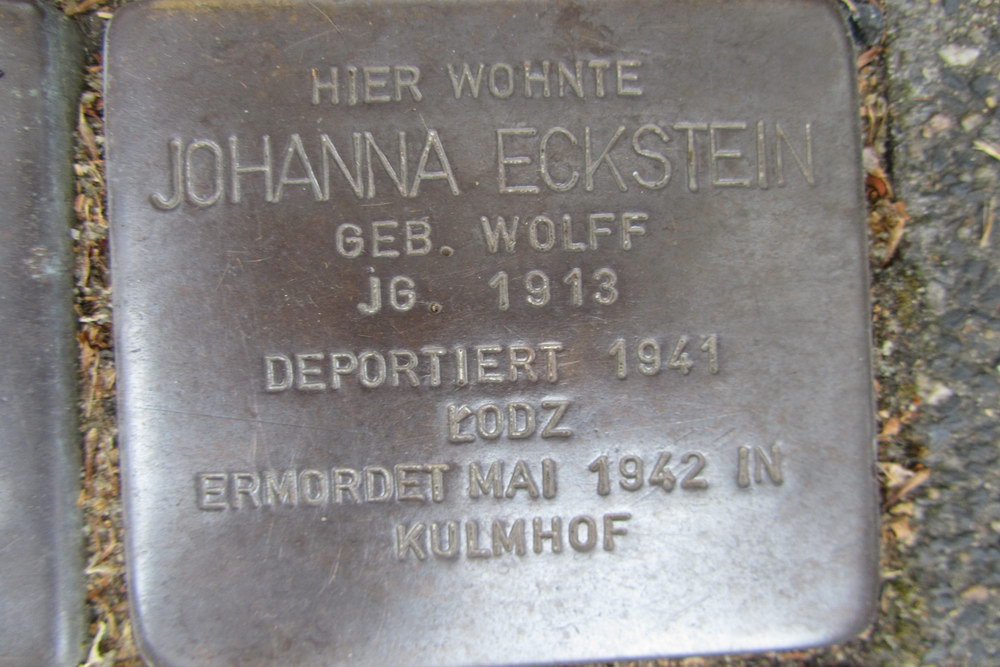 HIER WOHNTE
JOHANNA ECKSTEIN
GEB. WOLFF
JG. 1913
DEPORTIERT 1941
ŁODZ
ERMORDET MAI 1942 IN
KULMHOF